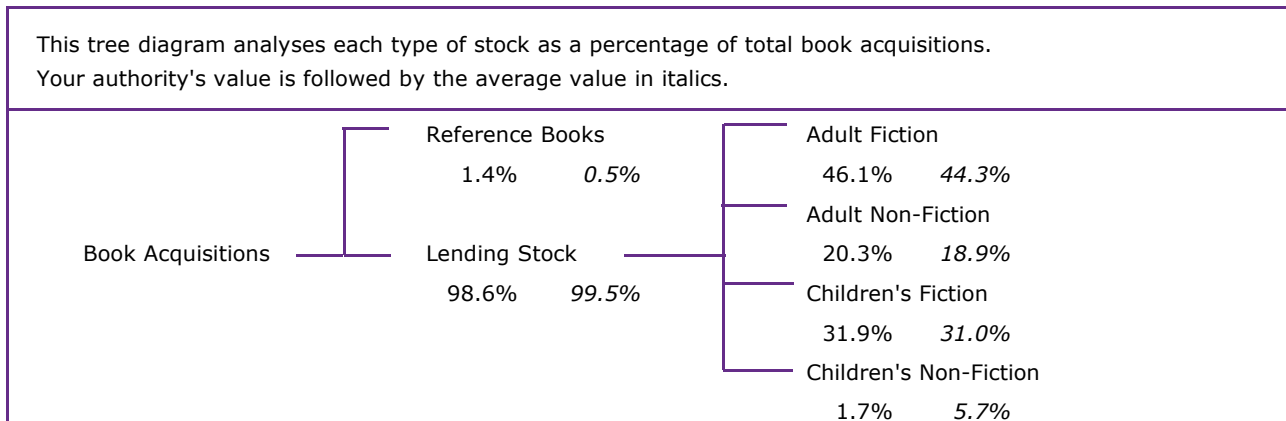 This tree diagram analyses each type of stock as a percentage of total book acquisitions.
Your authority's value is followed by the average value in italics.
Reference Books
1.4% 0.5%
Book Acquisitions
Lending Stock
98.6% 99.5%
Adult Fiction
46.1% 44.3%
Adult Non-Fiction
20.3% 18.9%
Children's Fiction
31.9% 31.0%
Children's Non-Fiction
1.7% 5.7%